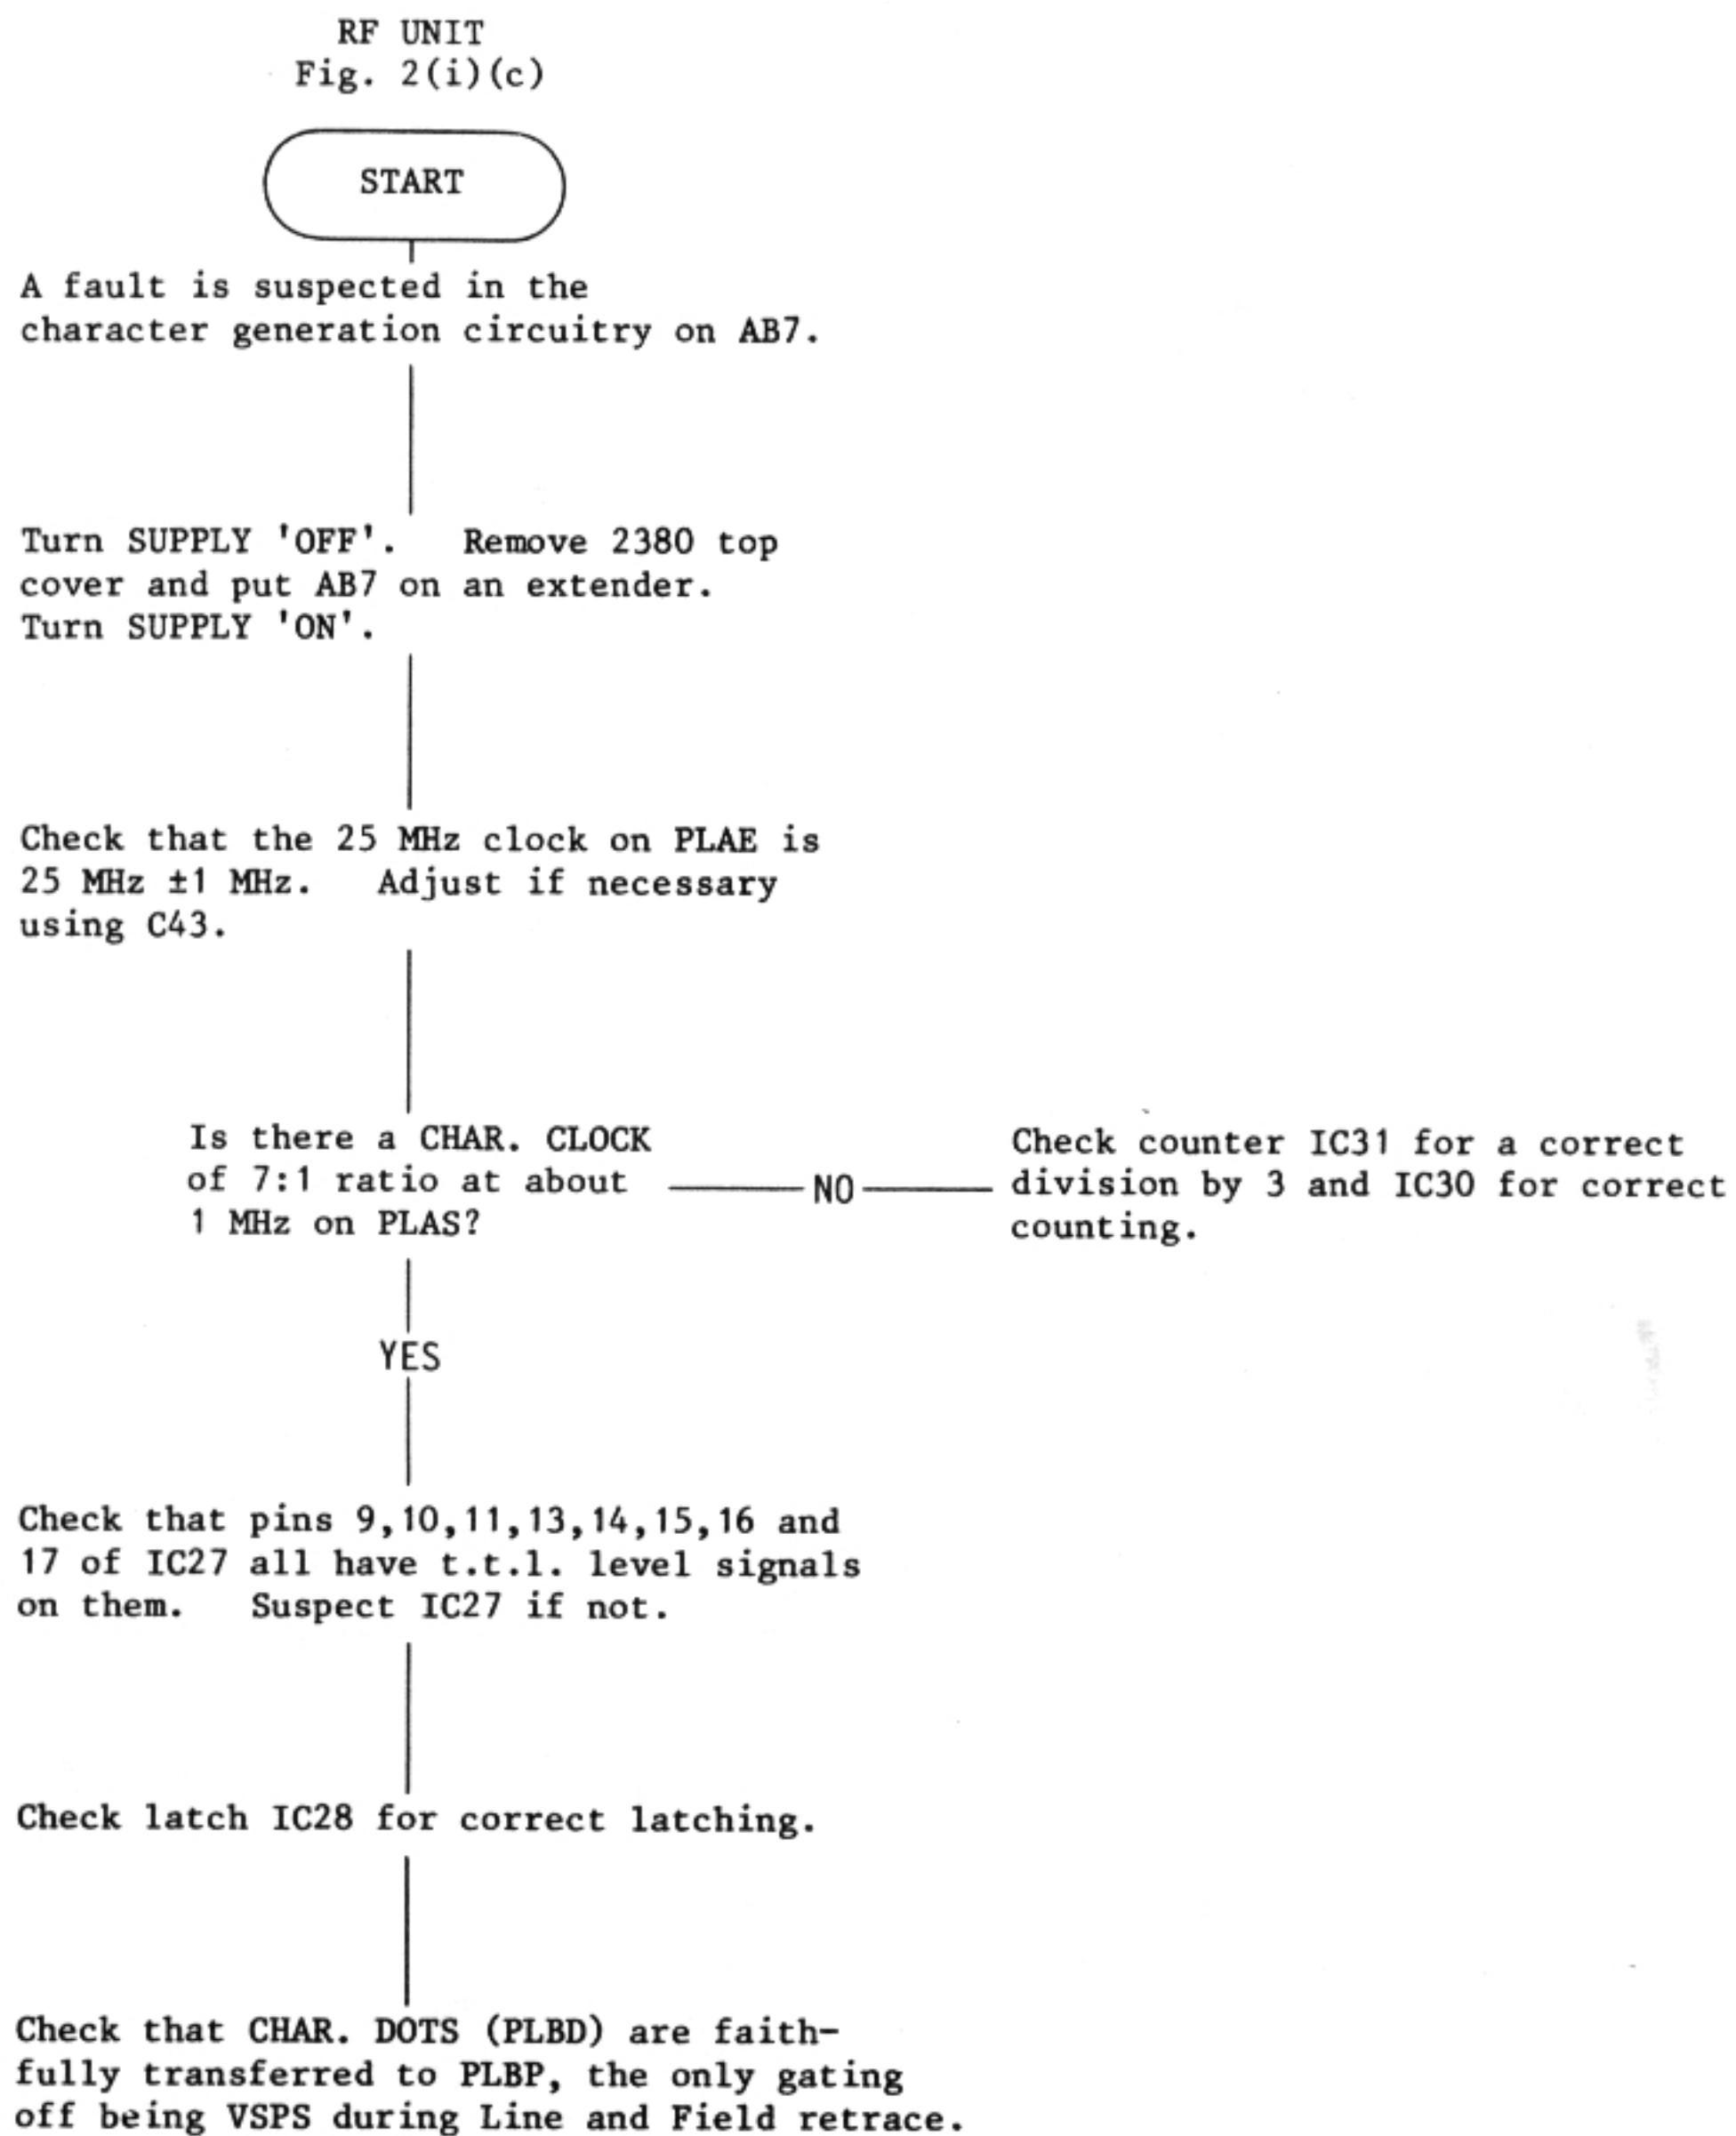 RF UNIT
Fig. 2(i)(c)
START
A fault is suspected in the
character generation circuitry on AB7.
Turn SUPPLY 'OFF'. Remove 2380 top
cover and put AB7 on an extender.
Turn SUPPLY 'ON'.
Check that the 25 MHz clock on PLAE is
25 MHz ±1 MHz. Adjust if necessary
using C43.
Is there a CHAR. CLOCK
of 7:1 ratio at about
1 MHz on PLAS?
NO
Check counter IC31 for a correct
division by 3 and IC30 for correct
counting.
YES
Check that pins 9,10,11,13,14,15,16 and
17 of IC27 all have t.t.l. level signals
on them. Suspect IC27 if not.
Check latch IC28 for correct latching.
Check that CHAR. DOTS (PLBD) are faith-
fully transferred to PLBP, the only gating
off being VSPS during Line and Field retrace.